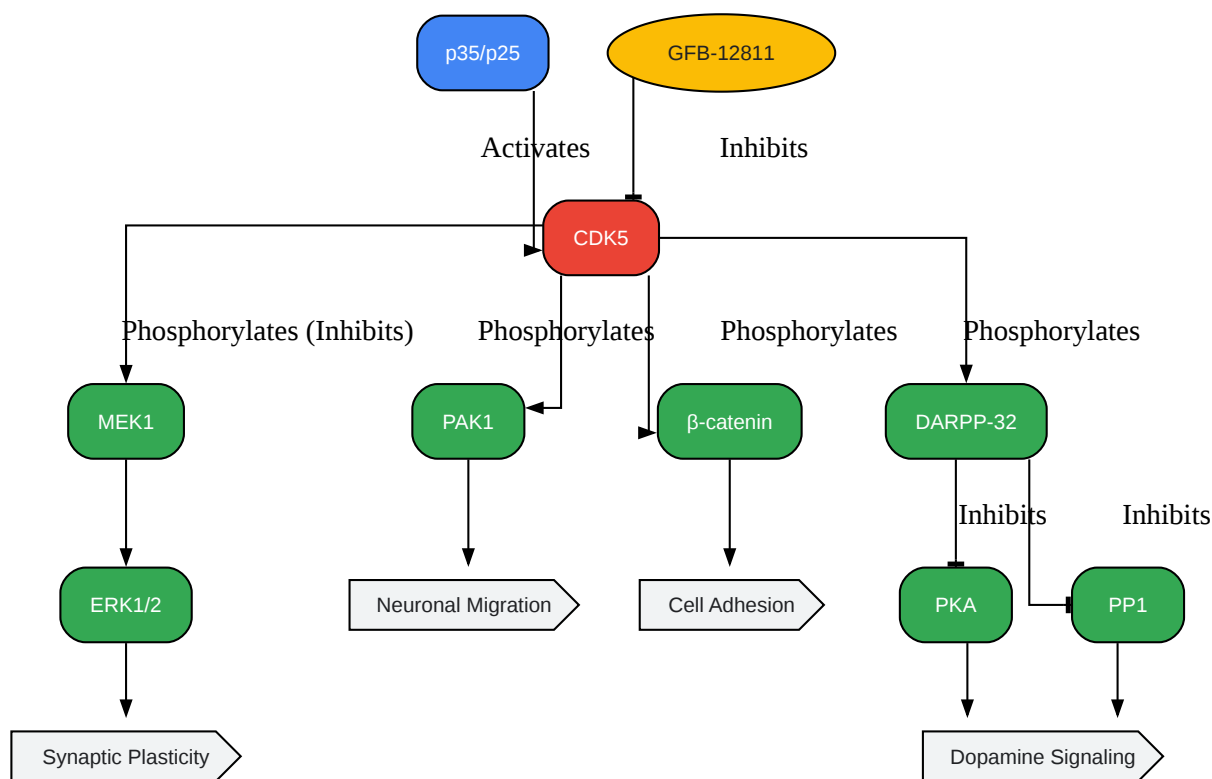 p35/p25
GFB-12811
Activates
Inhibits
CDK5
Phosphorylates (Inhibits)
Phosphorylates
Phosphorylates
Phosphorylates
MEK1
PAK1
β-catenin
DARPP-32
Inhibits
Inhibits
ERK1/2
Neuronal Migration
Cell Adhesion
PKA
PP1
Synaptic Plasticity
Dopamine Signaling